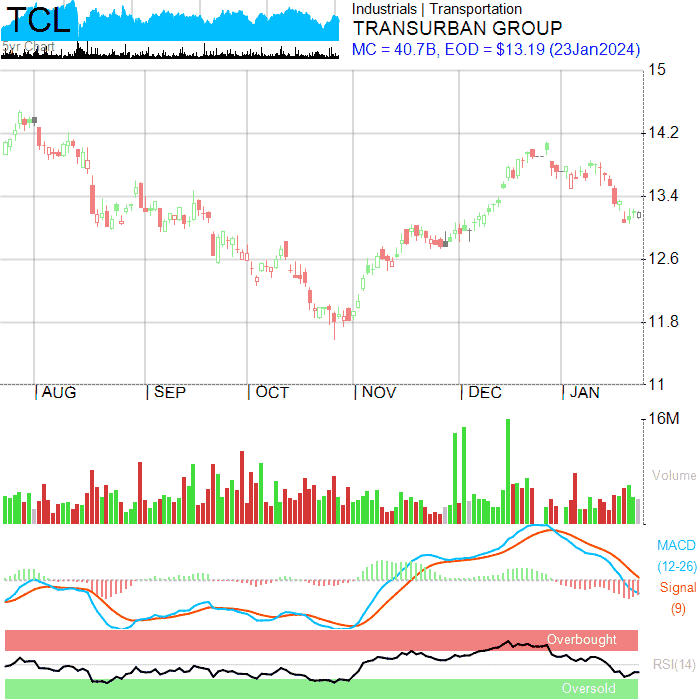 TCL
5yr Chart
Industrials | Transportation
TRANSURBAN GROUP
MC = 40.7B, EOD = $13.19 (23Jan2024)
15
14.2
13.4
12.6
11.8
11
| AUG | SEP | OCT | NOV | DEC | JAN
16M
Volume
MACD
(12-26)
Signal
(9)
Overbought
RSI(14)
Oversold